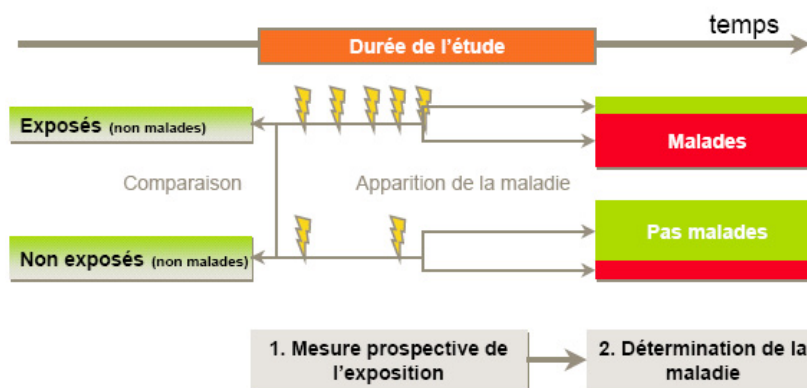 temps
Durée de l'étude
Exposés (non malades)
Malades
Comparaison
Apparition de la maladie
Pas malades
Non exposés (non malades)
1. Mesure prospective de
l'exposition
2. Détermination de la
maladie